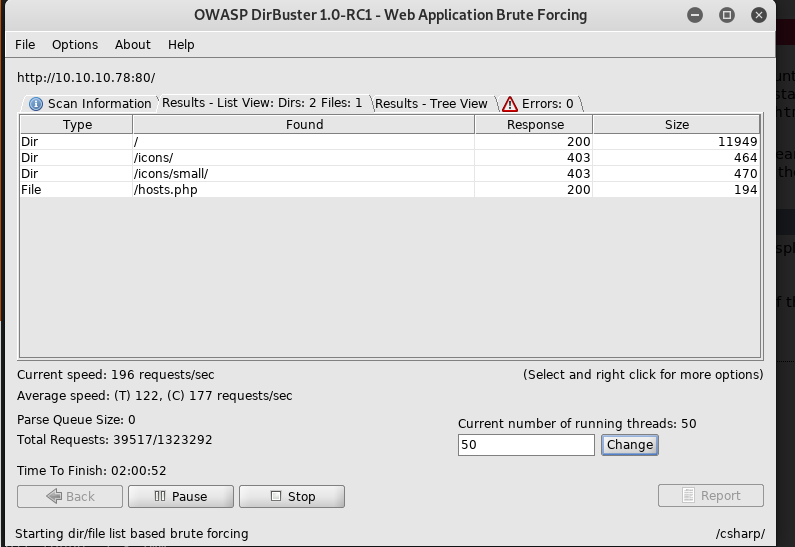 OWASP DirBuster 1.0-RC1 - Web Application Brute Forcing
File Options About Help
http://10.10.10.78:80/
Scan Information Results - List View: Dirs: 2 Files: 1 Results - Tree View Errors: 0
Type Found Response Size
Dir / 200 11949
Dir /icons/ 403 464
Dir /icons/small/ 403 470
File /hosts.php 200 194
Current speed: 196 requests/sec (Select and right click for more options)
Average speed: (T) 122, (C) 177 requests/sec
Parse Queue Size: 0 Current number of running threads: 50
Total Requests: 39517/1323292 50 Change
Time To Finish: 02:00:52
Back Pause Stop Report
Starting dir/file list based brute forcing /csharp/